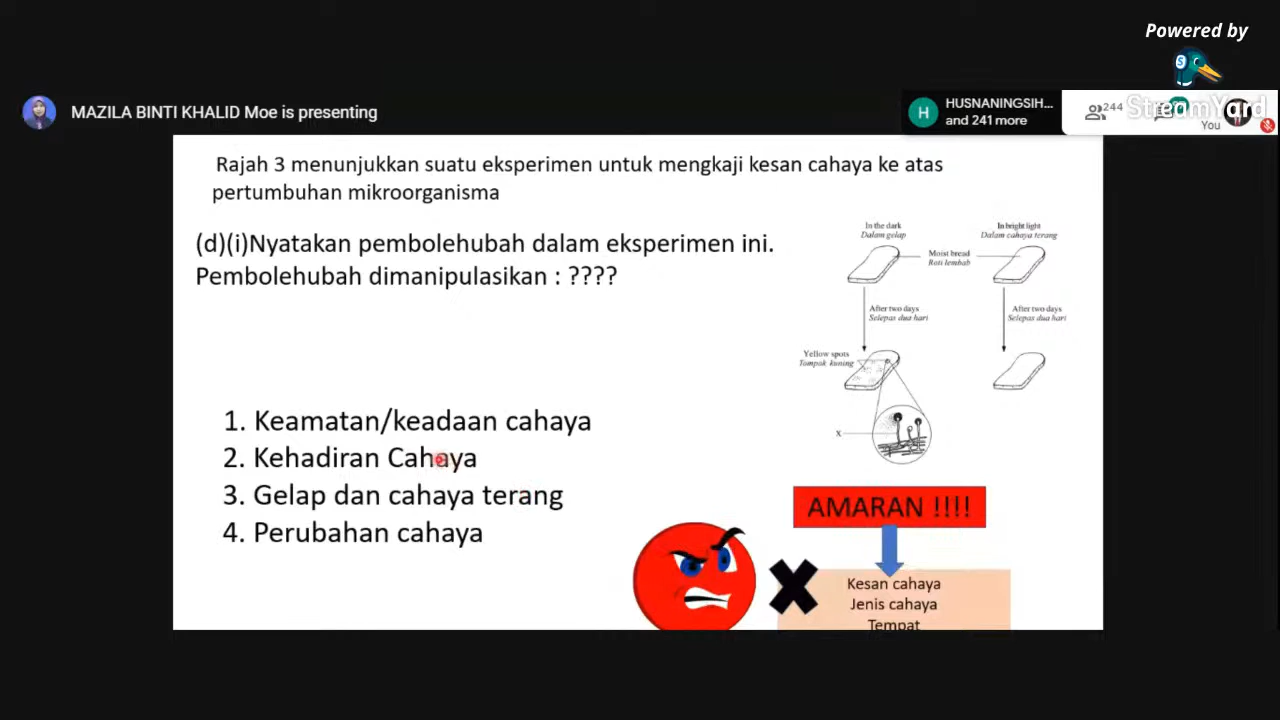 Powered by
StreamYard
MAZILA BINTI KHALID Moe is presenting
H
HUSNANINGSIH...
and 241 more
244
You
Rajah 3 menunjukkan suatu eksperimen untuk mengkaji kesan cahaya ke atas
pertumbuhan mikroorganisma
(d)(i)Nyatakan pembolehubah dalam eksperimen ini.
Pembolehubah dimanipulasikan : ????
In the dark
Dalam gelap
In bright light
Dalam cahaya terang
Moist bread
Roti lembab
After two days
Selepas dua hari
After two days
Selepas dua hari
Yellow spots
Tompok kuning
X
1. Keamatan/keadaan cahaya
2. Kehadiran Cahaya
3. Gelap dan cahaya terang
4. Perubahan cahaya
AMARAN !!!!
Kesan cahaya
Jenis cahaya
Tempat